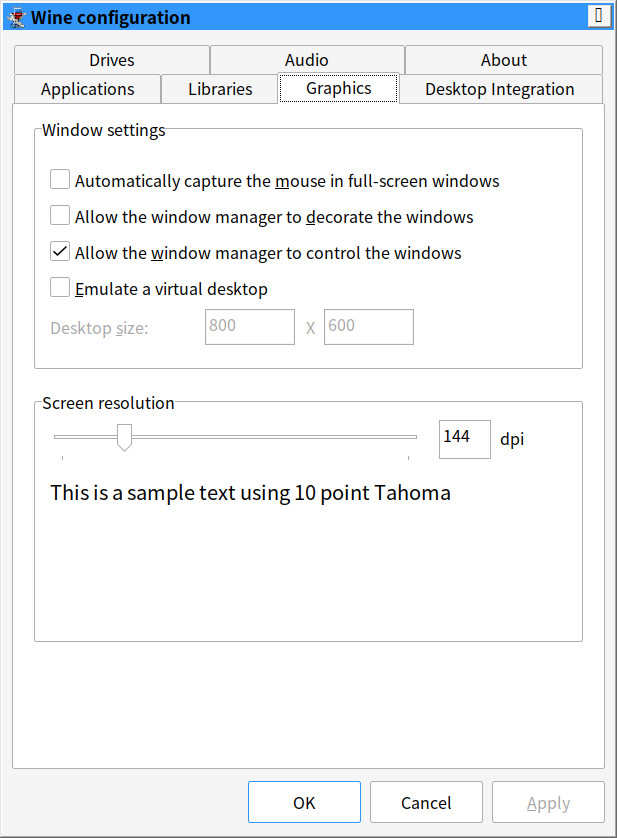 Wine configuration
Drives Audio About
Applications Libraries Graphics Desktop Integration
Window settings
Automatically capture the mouse in full-screen windows
Allow the window manager to decorate the windows
Allow the window manager to control the windows
Emulate a virtual desktop
Desktop size: 800 X 600
Screen resolution
144 dpi
This is a sample text using 10 point Tahoma
OK Cancel Apply